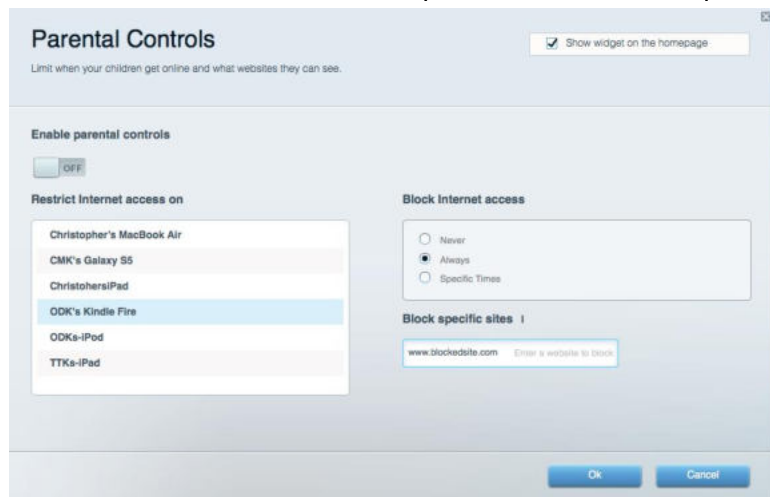 Parental Controls
Show widget on the homepage
Limit when your children get online and what websites they can see.
Enable parental controls
OFF
Restrict Internet access on
Christopher's MacBook Air
CMK's Galaxy S5
ChristohersiPad
ODK's Kindle Fire
ODKs-iPod
TTKs-iPad
Block Internet access
Never
Always
Specific Times
Block specific sites
www.blockedsite.com Enter a website to block
Ok
Cancel